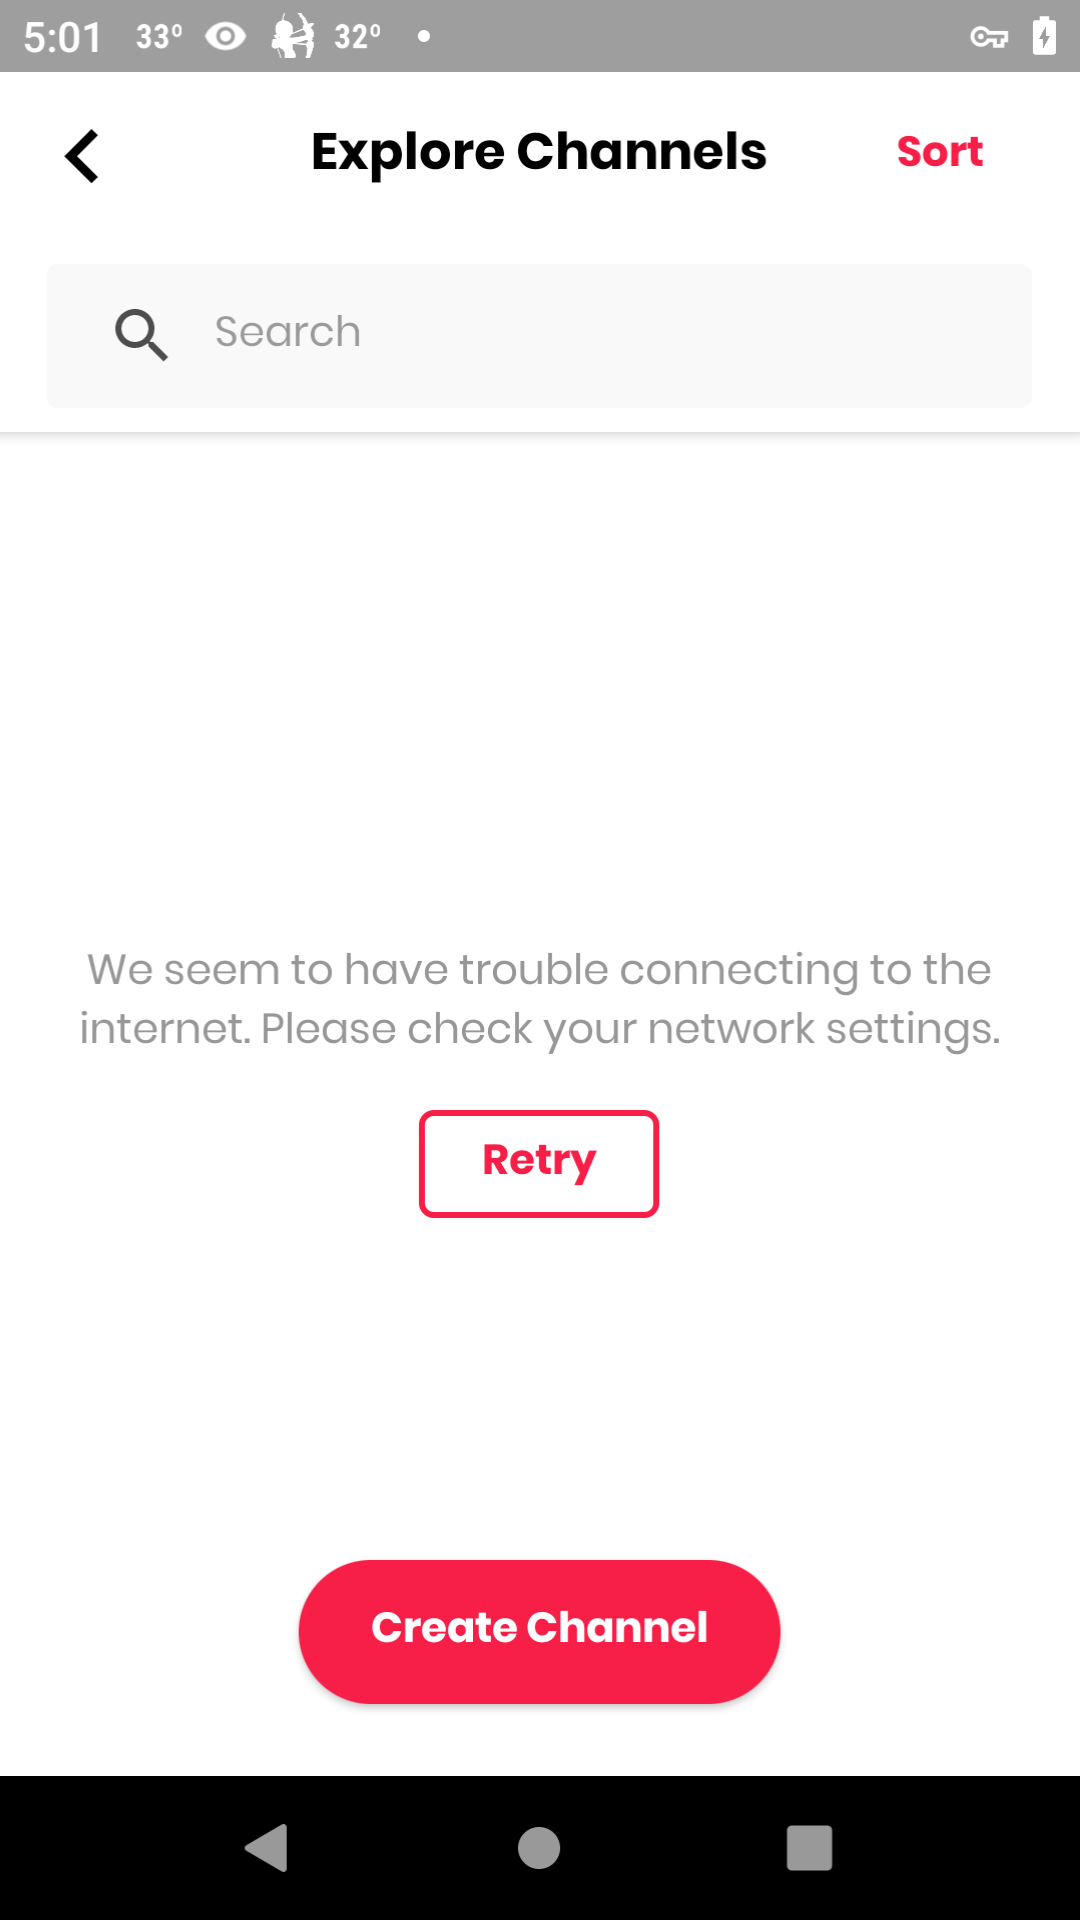 5:01 33° 32°
Explore Channels Sort
Search
We seem to have trouble connecting to the
internet. Please check your network settings.
Retry
Create Channel